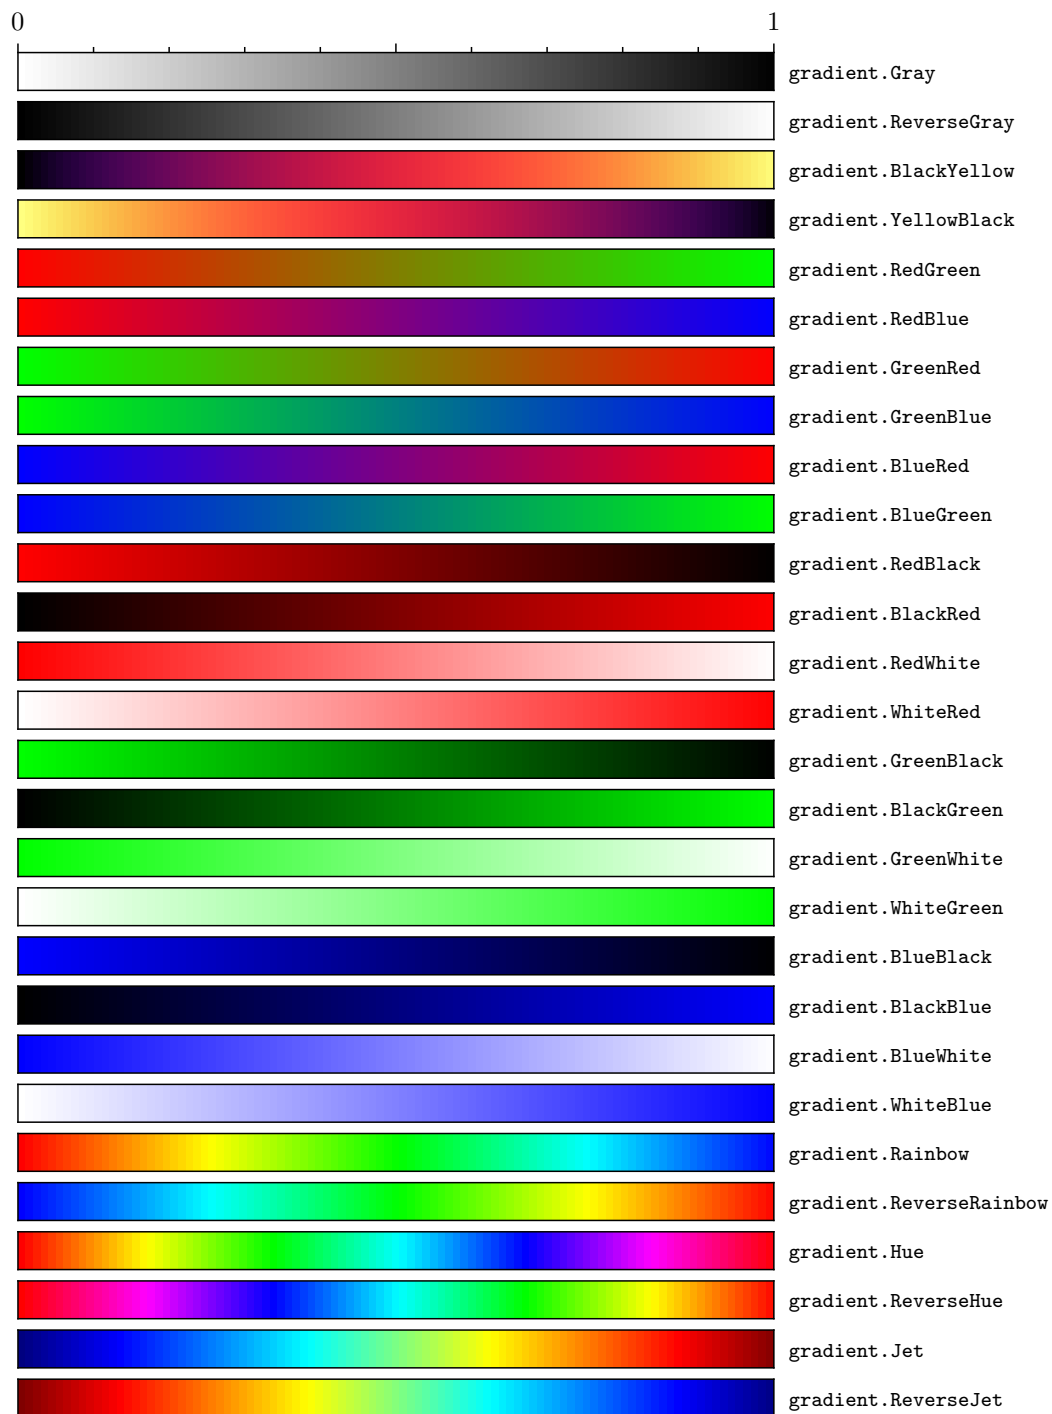 0 1
gradient.Gray
gradient.ReverseGray
gradient.BlackYellow
gradient.YellowBlack
gradient.RedGreen
gradient.RedBlue
gradient.GreenRed
gradient.GreenBlue
gradient.BlueRed
gradient.BlueGreen
gradient.RedBlack
gradient.BlackRed
gradient.RedWhite
gradient.WhiteRed
gradient.GreenBlack
gradient.BlackGreen
gradient.GreenWhite
gradient.WhiteGreen
gradient.BlueBlack
gradient.BlackBlue
gradient.BlueWhite
gradient.WhiteBlue
gradient.Rainbow
gradient.ReverseRainbow
gradient.Hue
gradient.ReverseHue
gradient.Jet
gradient.ReverseJet